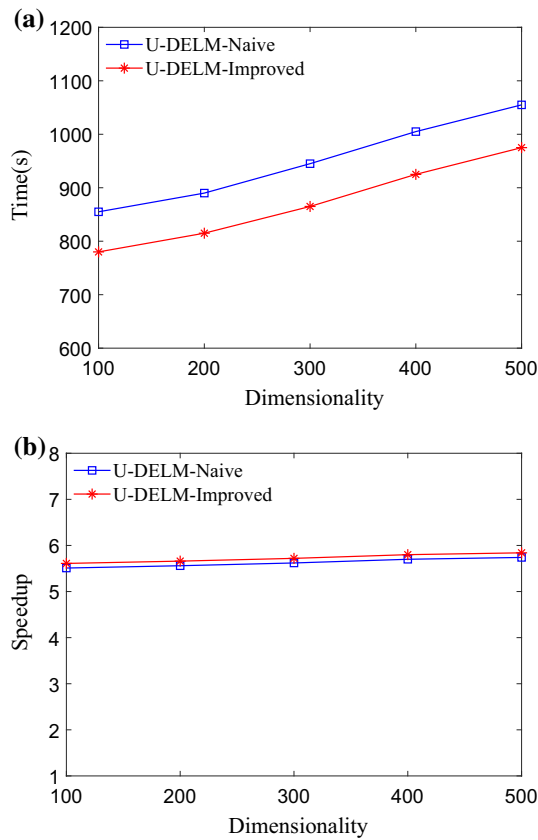 (a)
1200
U-DELM-Naive
1100
U-DELM-Improved
1000
Time(s)
900
800
700
600
100 200 300 400 500
Dimensionality
(b)
8
U-DELM-Naive
7
U-DELM-Improved
6
5
Speedup
4
3
2
1
100 200 300 400 500
Dimensionality